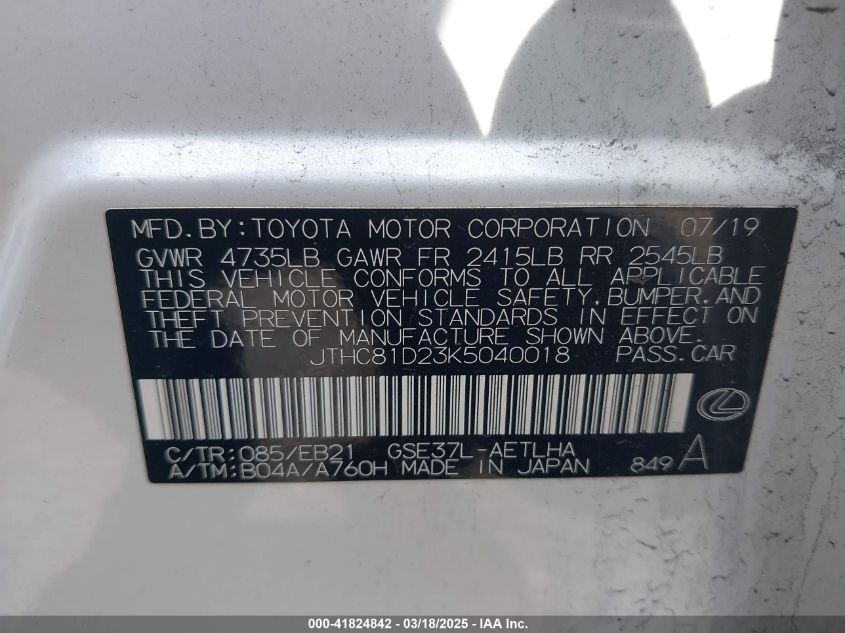 MFD.BY:TOYOTA MOTOR CORPORATION 07/19
GVWR 4735LB GAWR FR 2415LB RR 2545LB
THIS VEHICLE CONFORMS TO ALL APPLICABLE
FEDERAL MOTOR VEHICLE SAFETY,BUMPER,AND
THEFT PREVENTION STANDARDS IN EFFECT ON
THE DATE OF MANUFACTURE SHOWN ABOVE.
JTHC81D23K5040018 PASS.CAR
C/TR:085/EB21 GSE37L-AETLHA
A/TM:B04A/A760H MADE IN JAPAN 849 A
000-41824842 — 03/18/2025 — IAA Inc.